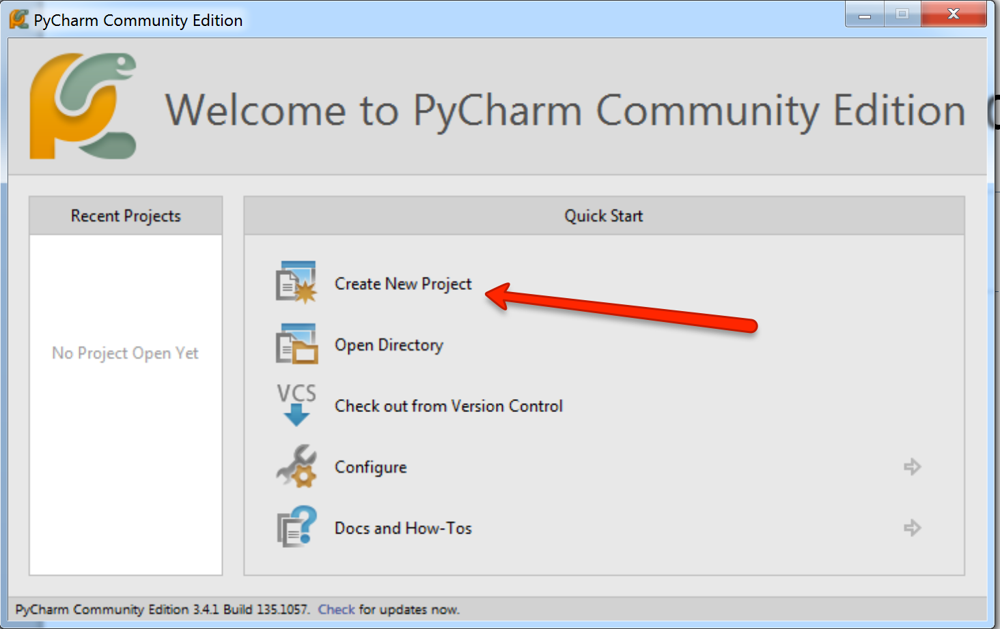 PyCharm Community Edition
Welcome to PyCharm Community Edition
Recent Projects
No Project Open Yet
Quick Start
Create New Project
Open Directory
VCS
Check out from Version Control
Configure
Docs and How-Tos
PyCharm Community Edition 3.4.1 Build 135.1057. Check for updates now.